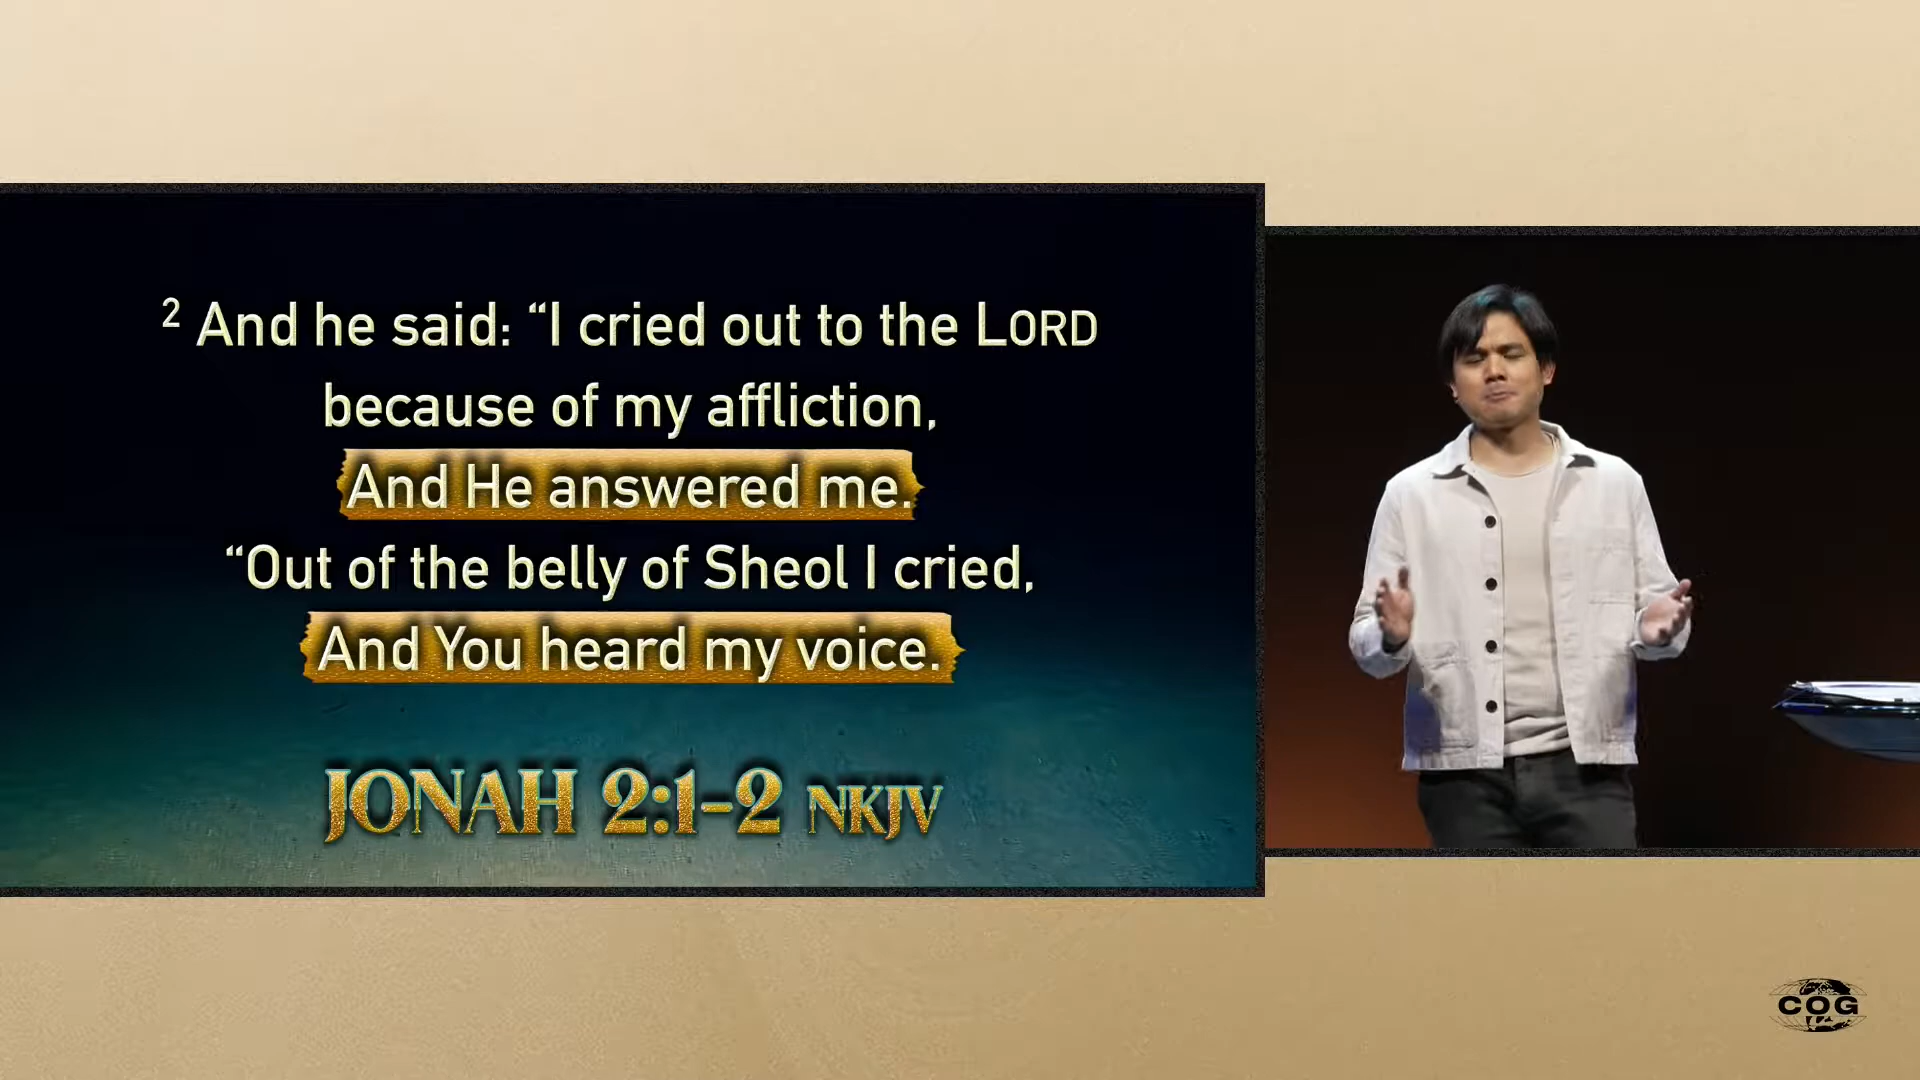 ² And he said: “I cried out to the LORD
because of my affliction,
And He answered me.
“Out of the belly of Sheol I cried,
And You heard my voice.
JONAH 2:1-2 NKJV
COG